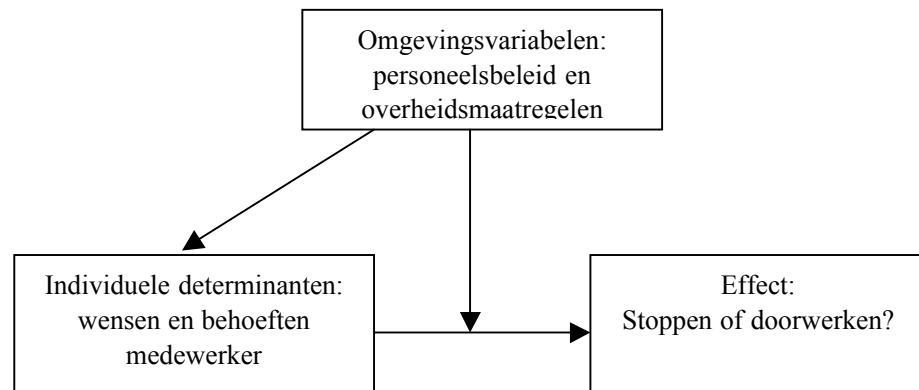 Omgevingsvariabelen:
personeelsbeleid en
overheidsmaatregelen
Individuele determinanten:
wensen en behoeften
medewerker
Effect:
Stoppen of doorwerken?